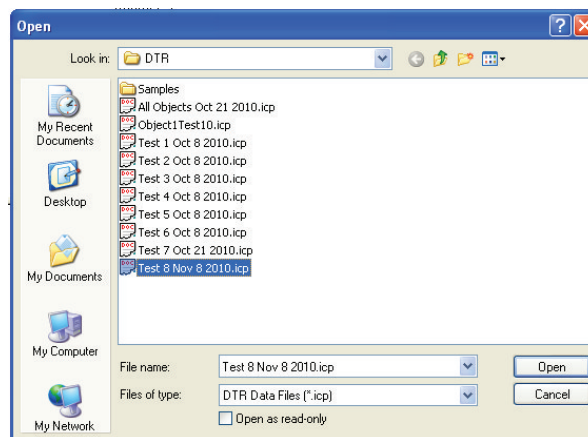 Open
Look in:
DTR
My Recent
Documents
Desktop
My Documents
My Computer
My Network
Samples
All Objects Oct 21 2010.icp
Object1Test10.icp
Test 1 Oct 8 2010.icp
Test 2 Oct 8 2010.icp
Test 3 Oct 8 2010.icp
Test 4 Oct 8 2010.icp
Test 5 Oct 8 2010.icp
Test 6 Oct 8 2010.icp
Test 7 Oct 21 2010.icp
Test 8 Nov 8 2010.icp
File name:
Test 8 Nov 8 2010.icp
Open
Files of type:
DTR Data Files (*.icp)
Cancel
Open as read-only